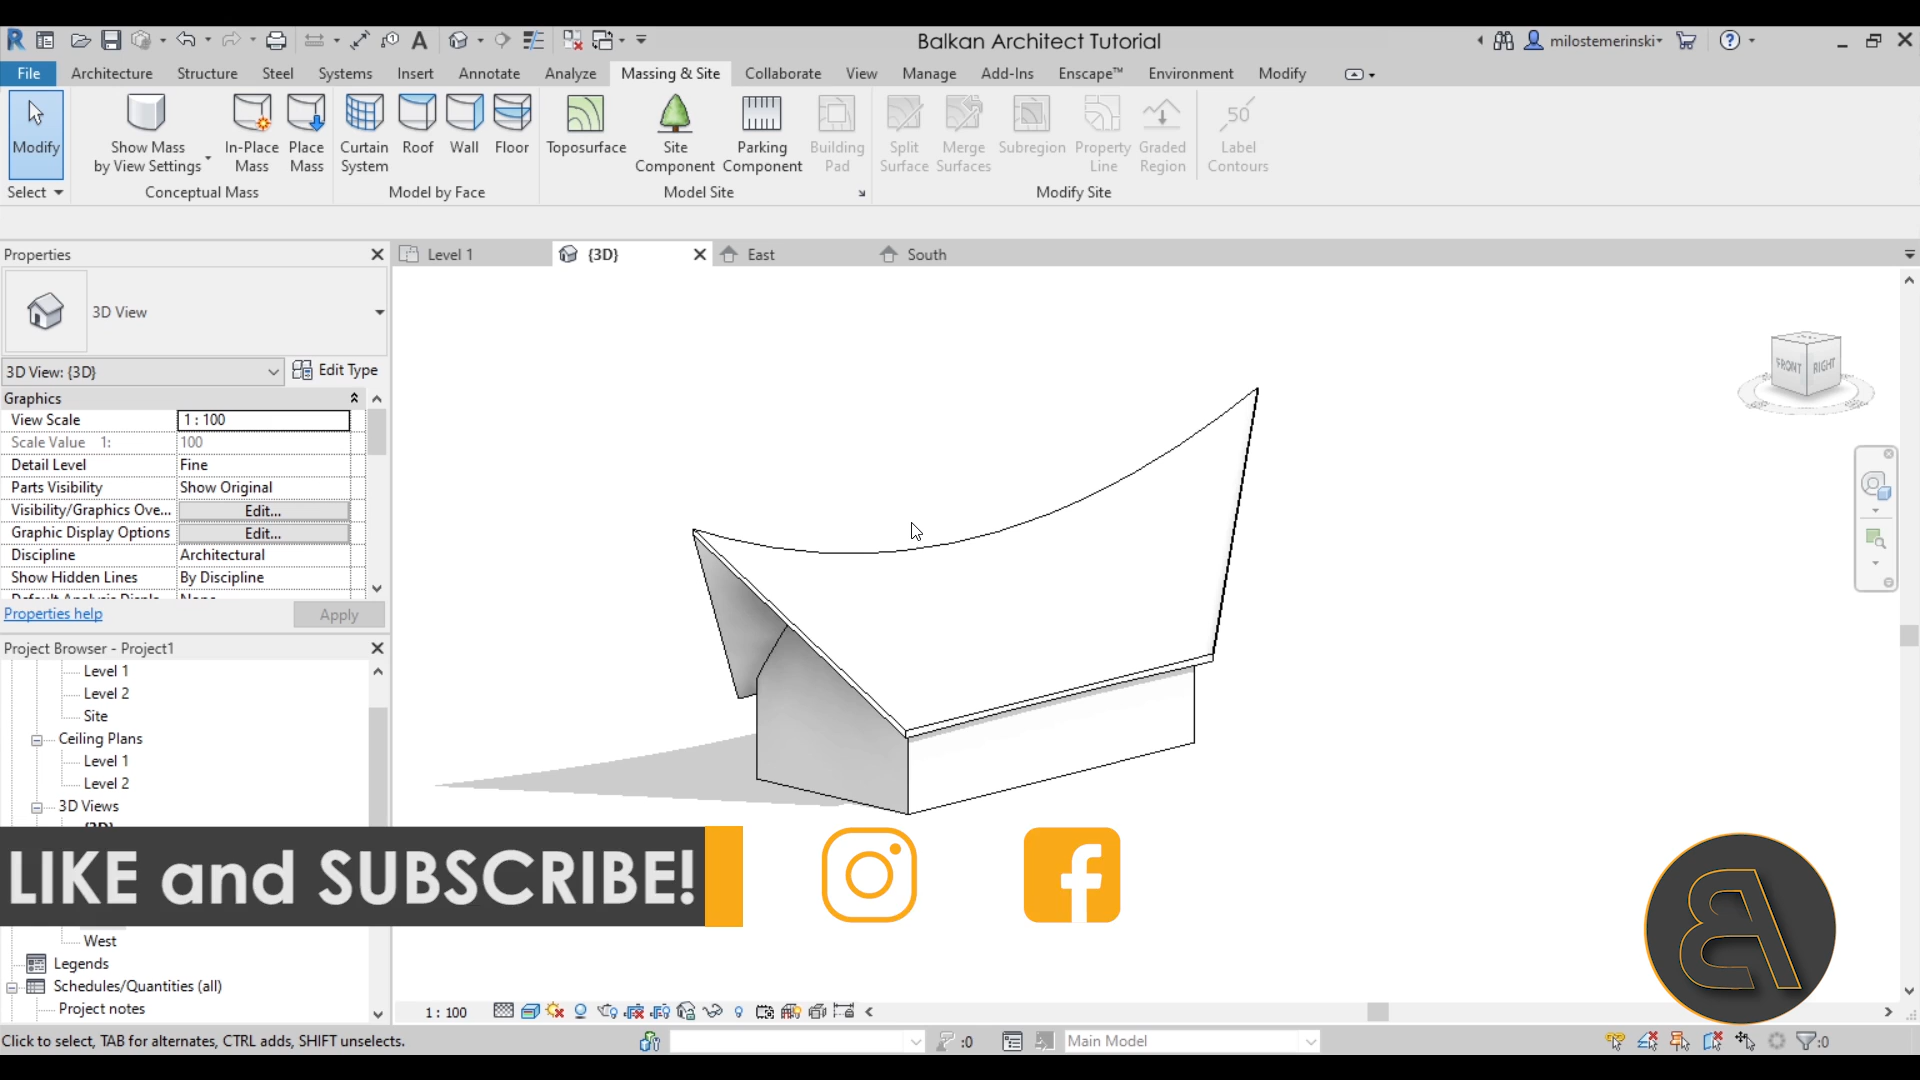 Balkan Architect Tutorial
milostemerinski
File Architecture Structure Steel Systems Insert Annotate Analyze Massing & Site Collaborate View Manage Add-Ins Enscape™ Environment Modify
Modify
Show Mass
by View Settings
In-Place
Mass
Place
Mass
Curtain
System
Roof
Wall
Floor
Toposurface
Site
Component
Parking
Component
Building
Pad
Split
Surface
Merge
Surfaces
Subregion
Property
Line
Graded
Region
50
Label
Contours
Select
Conceptual Mass
Model by Face
Model Site
Modify Site
Properties
Level 1
{3D}
East
South
3D View
3D View: {3D}
Edit Type
Graphics
View Scale 1 : 100
Scale Value 1: 100
Detail Level Fine
Parts Visibility Show Original
Visibility/Graphics Ove... Edit...
Graphic Display Options Edit...
Discipline Architectural
Show Hidden Lines By Discipline
Properties help
Apply
FRONT
RIGHT
Project Browser - Project1
Level 1
Level 2
Site
Ceiling Plans
Level 1
Level 2
3D Views
{3D}
LIKE and SUBSCRIBE!
West
Legends
Schedules/Quantities (all)
Project notes
1 : 100
Click to select, TAB for alternates, CTRL adds, SHIFT unselects.
:0
Main Model
:0